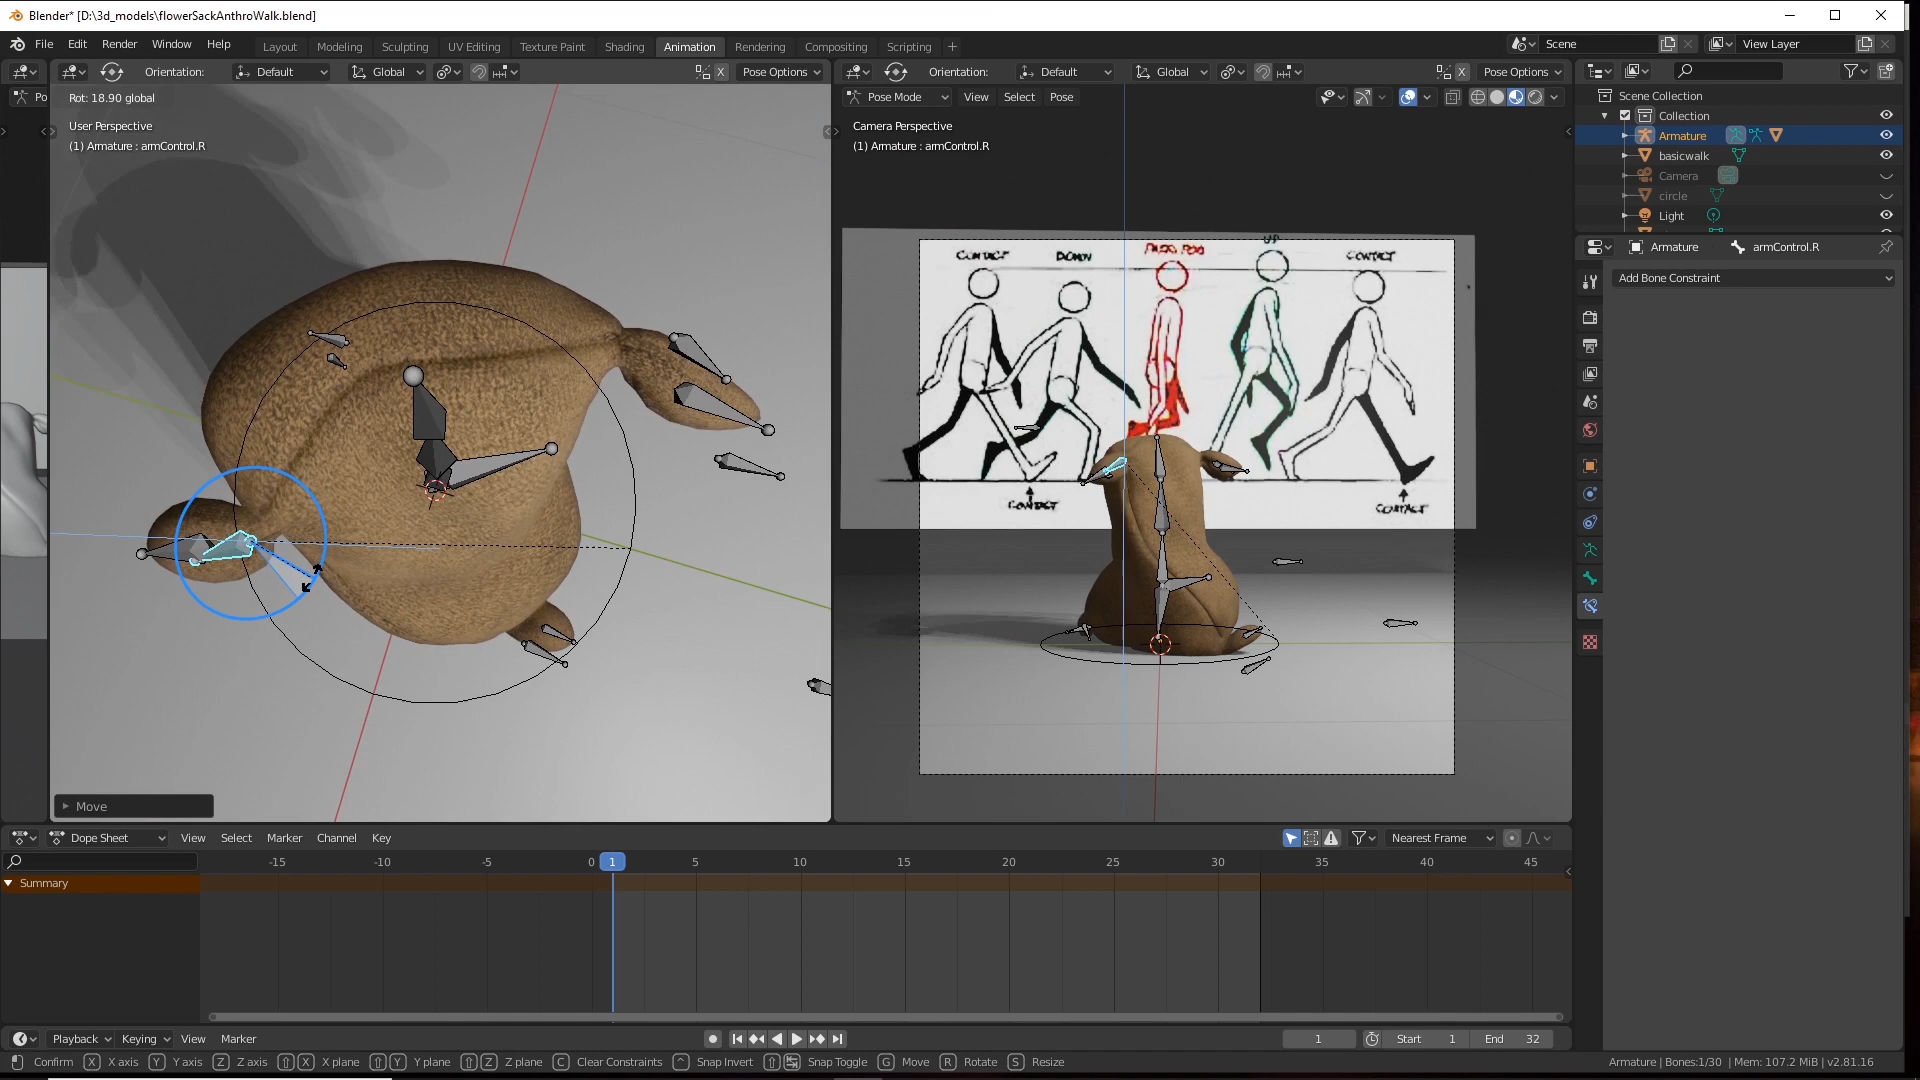 Blender* [D:\3d_models\flowerSackAnthroWalk.blend]
File Edit Render Window Help Layout Modeling Sculpting UV Editing Texture Paint Shading Animation Rendering Compositing Scripting + Scene View Layer
Orientation: Default Global X Pose Options Orientation: Default Global X Pose Options
Po Rot: 18.90 global Pose Mode View Select Pose
Scene Collection
Collection
Armature
basicwalk
Camera
circle
Light
User Perspective
(1) Armature : armControl.R
Camera Perspective
(1) Armature : armControl.R
Armature armControl.R
Add Bone Constraint
CONTACT DOWN UP CONTACT
CONTACT CONTACT
Move
Dope Sheet View Select Marker Channel Key Nearest Frame
-15 -10 -5 0 1 5 10 15 20 25 30 35 40 45
Summary
Playback Keying View Marker 1 Start 1 End 32
Confirm X X axis Y Y axis Z Z axis X X plane Y Y plane Z Z plane C Clear Constraints ^ Snap Invert Snap Toggle G Move R Rotate S Resize Armature | Bones:1/30 | Mem: 107.2 MiB | v2.81.16